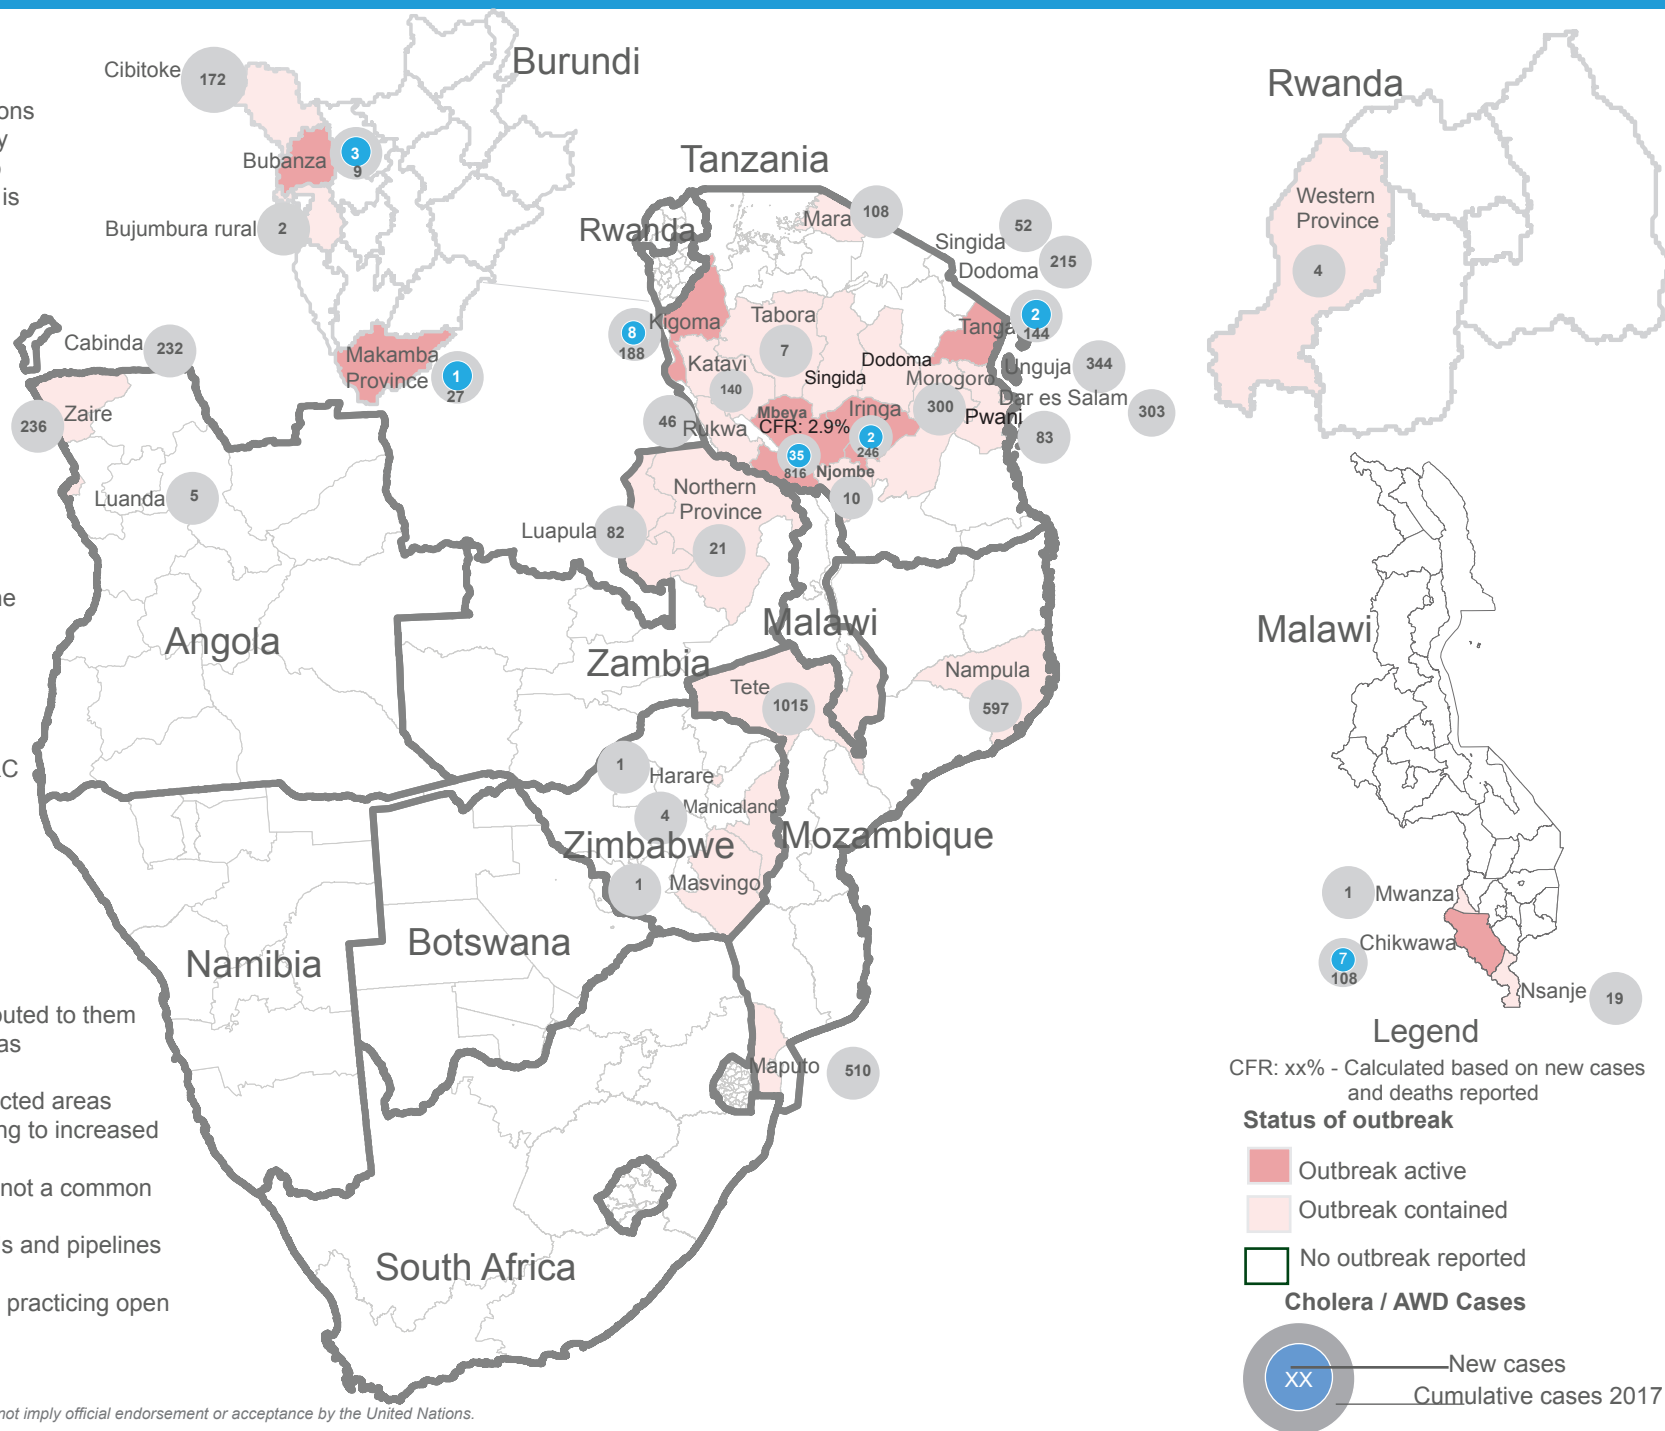 Burundi
Cibitoke
172
Bubanza
3
9
Bujumbura rural
2
Makamba
Province
1
27
ons
y
is
ne
C
outed to them
as
cted areas
ng to increased
not a common
s and pipelines
practicing open
not imply official endorsement or acceptance by the United Nations.
Tanzania
Rwanda
Mara
108
Singida
52
Dodoma
215
Kigoma
8
188
Tabora
7
Tanga
2
144
Katavi
140
Dodoma
Singida
Morogoro
300
Unguja
344
Dar es Salam
303
Pwani
83
46
Rukwa
Mbeya
CFR: 2.9%
35
816
Iringa
2
246
Njombe
10
Cabinda
232
Zaire
236
Luanda
5
Angola
Luapula
82
Northern
Province
21
Zambia
Malawi
Tete
1015
Nampula
597
1
Harare
4
Manicaland
Zimbabwe
1
Masvingo
Mozambique
Namibia
Botswana
Maputo
510
South Africa
Rwanda
Western
Province
4
Malawi
1
Mwanza
Chikwawa
7
108
Nsanje
19
Legend
CFR: xx% - Calculated based on new cases
and deaths reported
Status of outbreak
Outbreak active
Outbreak contained
No outbreak reported
Cholera / AWD Cases
XX
New cases
Cumulative cases 2017